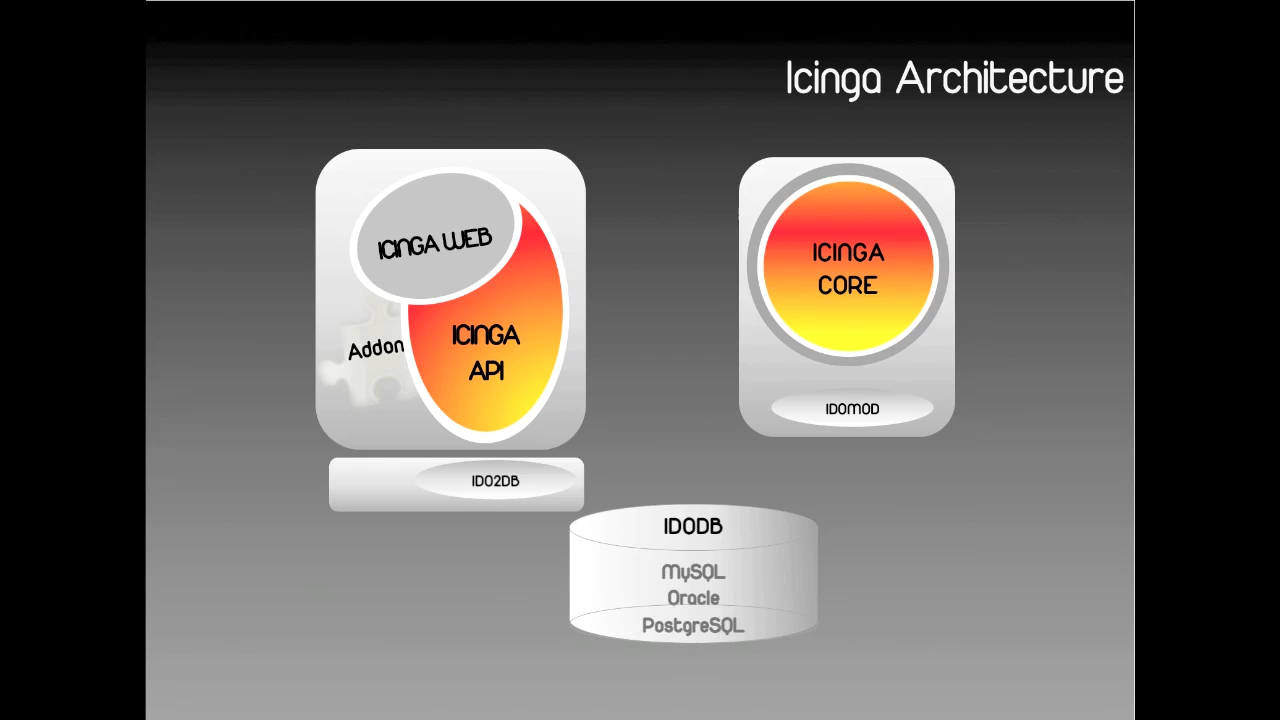 Icinga Architecture
ICINGA WEB
ICINGA
API
Addon
IDO2DB
ICINGA
CORE
IDOMOD
IDODB
MySQL
Oracle
PostgreSQL